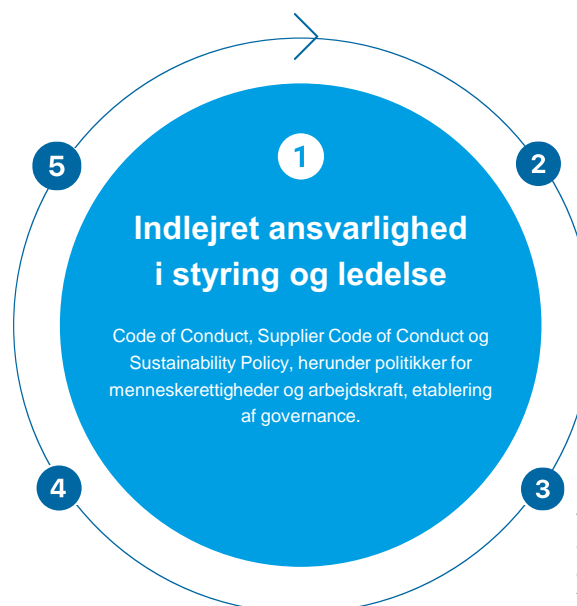 1
Indlejret ansvarlighed
i styring og ledelse
Code of Conduct, Supplier Code of Conduct og
Sustainability Policy, herunder politikker for
menneskerettigheder og arbejdskraft, etablering
af governance.
2
3
4
5